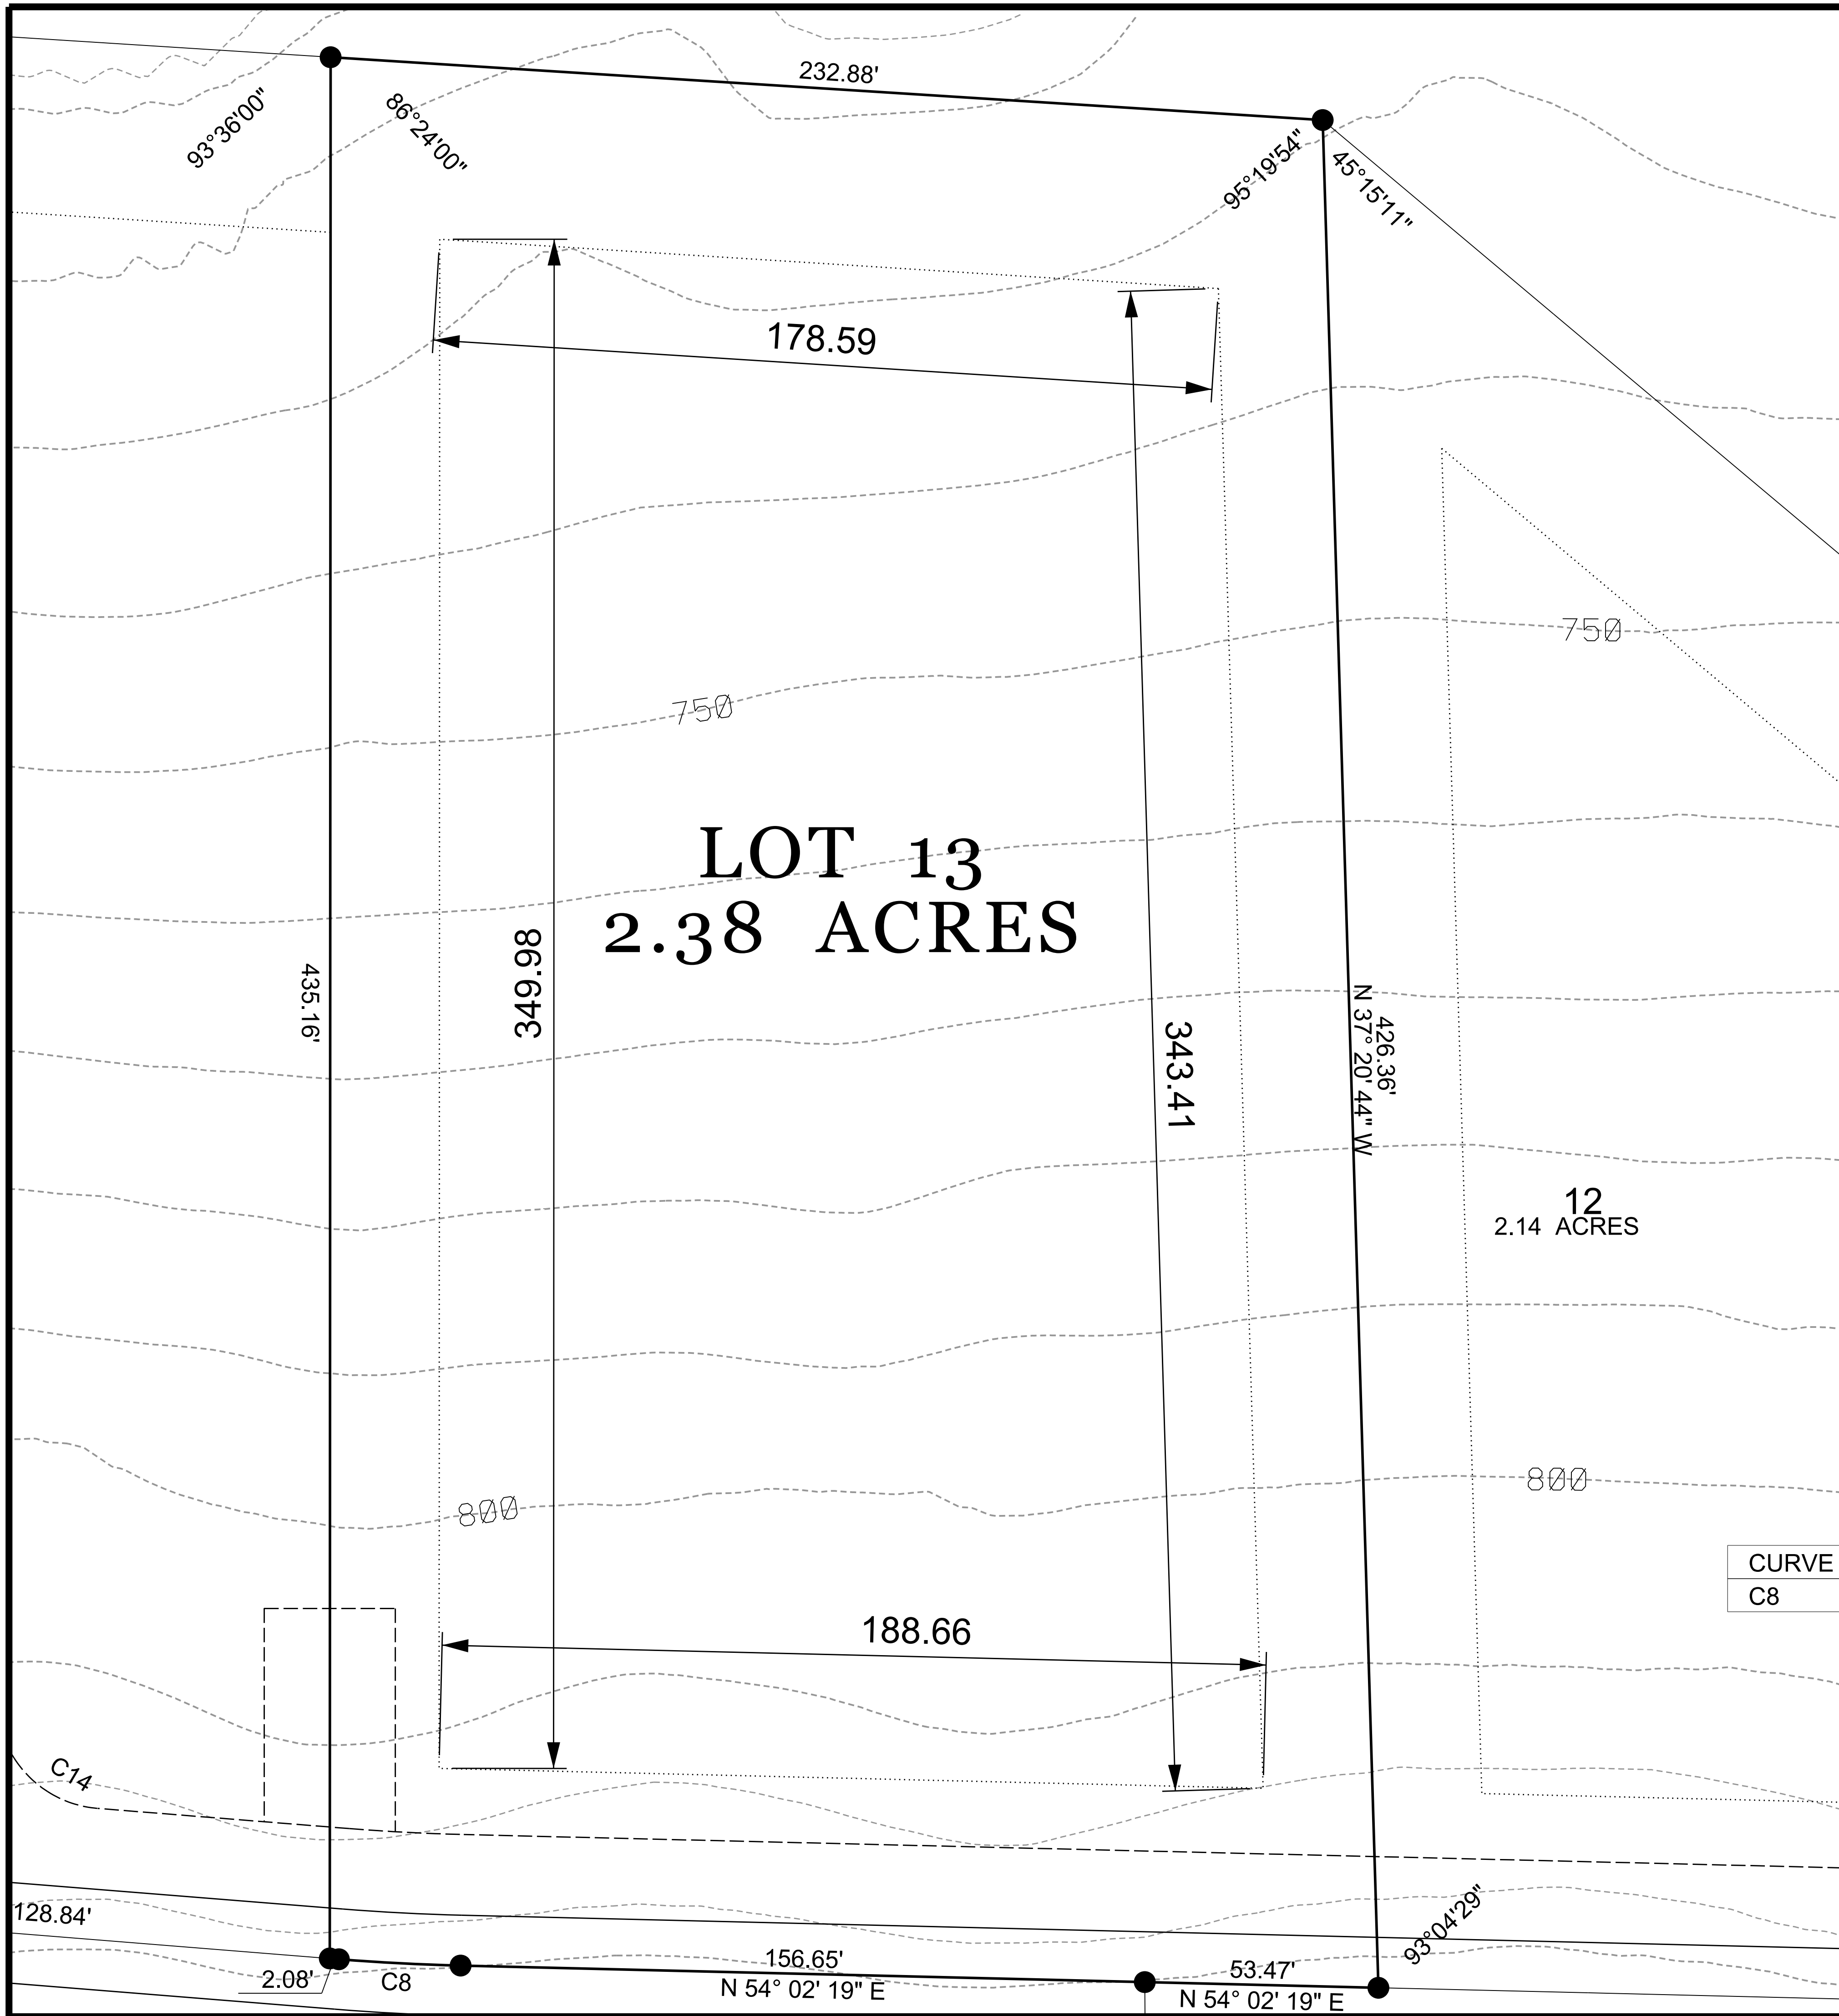 232.88'
93°36'00"
86°24'00"
95°19'54"
45°15'11"
178.59
750
750
LOT 13
2.38 ACRES
435.16'
349.98
343.41
426.36'
N 37° 20' 44" W
12
2.14 ACRES
800
800
CURVE
C8
188.66
C14
128.84'
93°04'29"
2.08'
C8
156.65'
N 54° 02' 19" E
53.47'
N 54° 02' 19" E